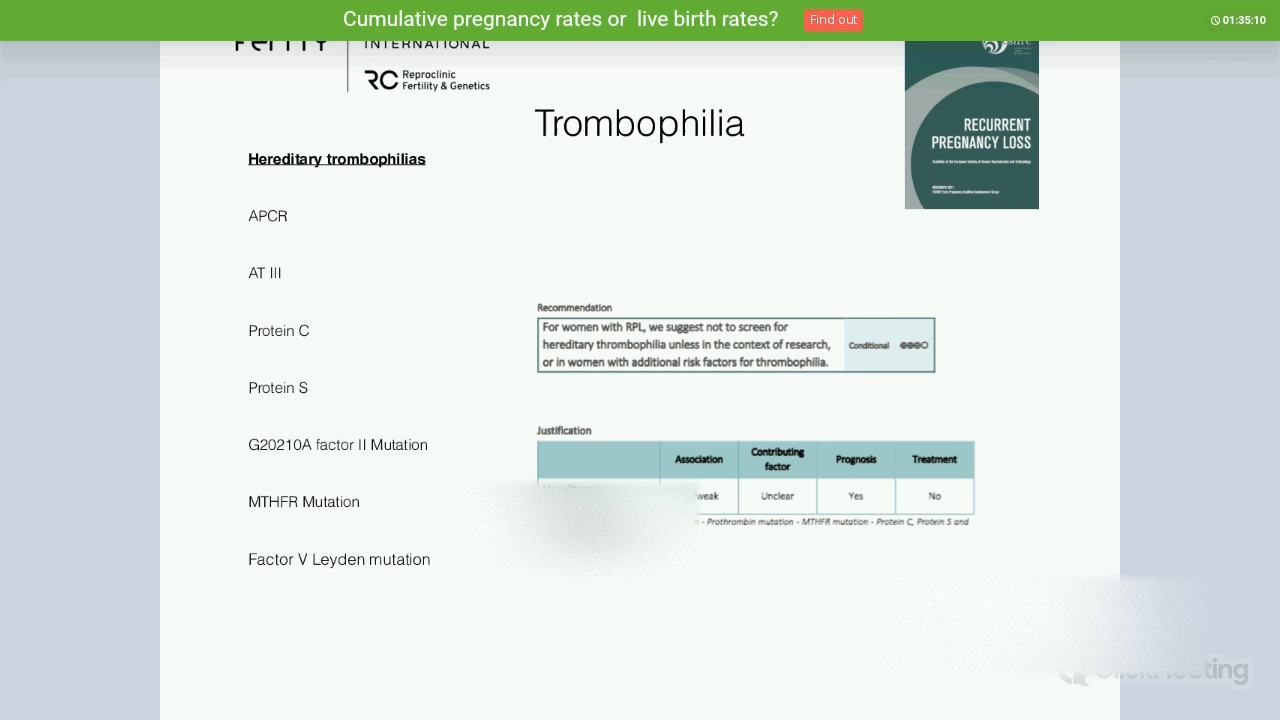 Cumulative pregnancy rates or live birth rates? Find out
01:35:10
INTERNATIONAL
RC Reproclinic
Fertility & Genetics
Trombophilia
RECURRENT
PREGNANCY LOSS
Hereditary trombophilias
APCR
AT III
Protein C
Protein S
G20210A factor II Mutation
MTHFR Mutation
Factor V Leyden mutation
Recommendation
For women with RPL, we suggest not to screen for
hereditary thrombophilia unless in the context of research,
or in women with additional risk factors for thrombophilia.
Conditional
Justification
Association Contributing factor Prognosis Treatment
weak Unclear Yes No
- Prothrombin mutation - MTHFR mutation - Protein C, Protein S and